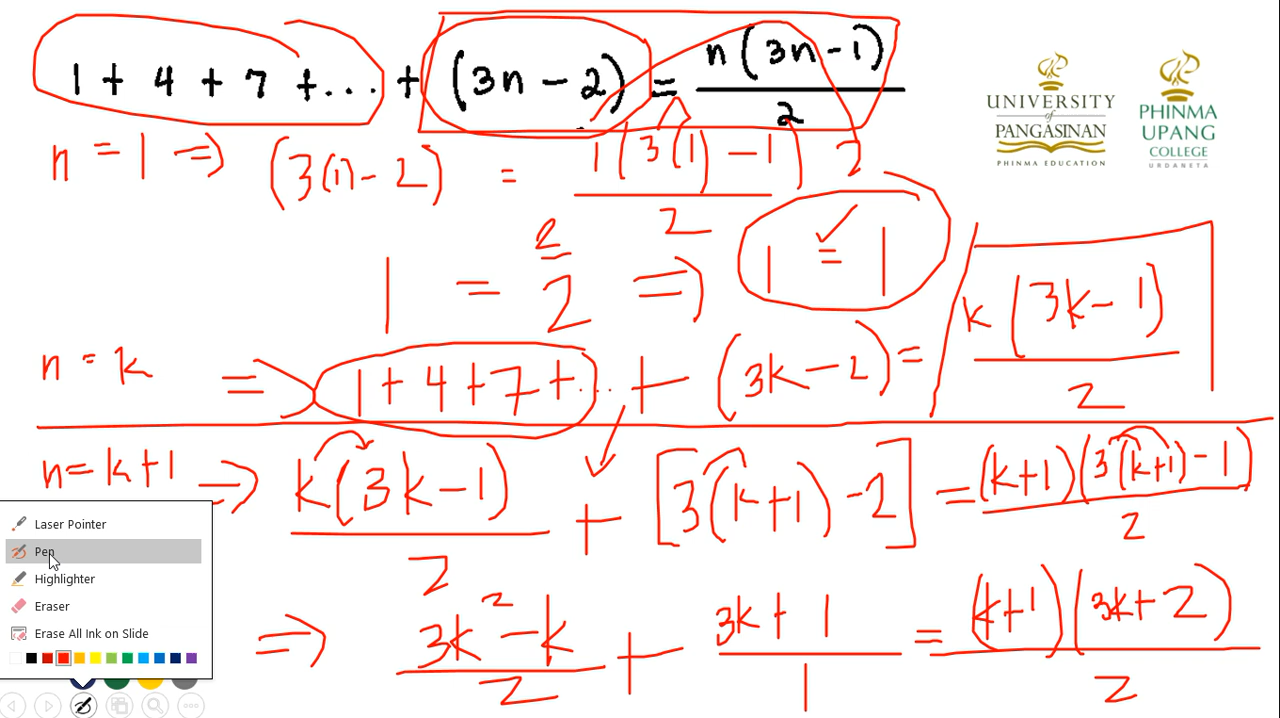 1 + 4 + 7 + ... + (3n - 2) = n(3n - 1) / 2
UNIVERSITY
of
PANGASINAN
PHINMA EDUCATION
PHINMA
UPANG
COLLEGE
URDANETA
n = 1 ⇒ (3(1) - 2) = 1(3(1) - 1) / 2 2
1 = 2 / 2 ⇒ 1 = 1 ✓
n = k ⇒ 1 + 4 + 7 + ... + (3k - 2) = k(3k - 1) / 2
n = k + 1 ⇒ k(3k - 1) / 2 + [3(k + 1) - 2] = (k + 1)(3(k + 1) - 1) / 2
⇒ 3k² - k / 2 + 3k + 1 / 1 = (k + 1)(3k + 2) / 2
Laser Pointer
Pen
Highlighter
Eraser
Erase All Ink on Slide